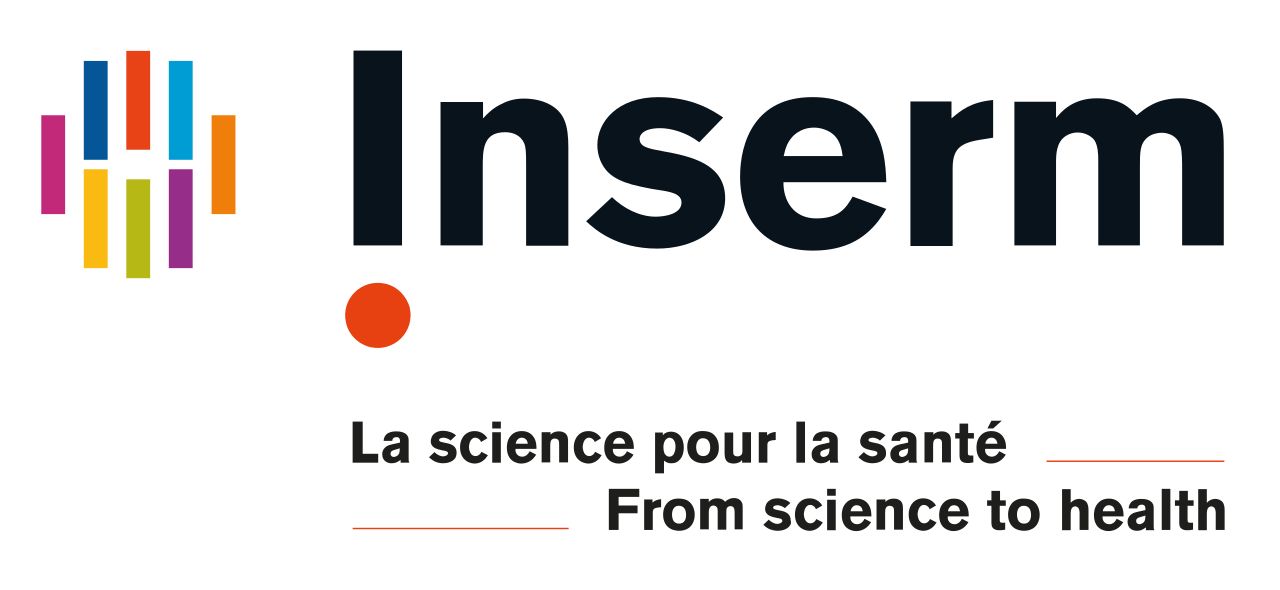 Inserm
La science pour la santé
From science to health